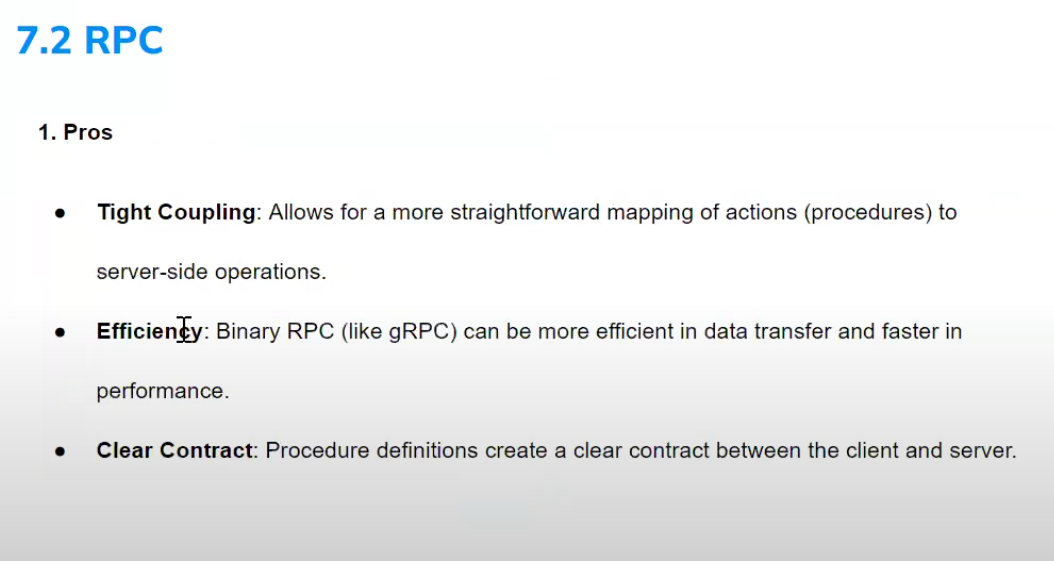 7.2 RPC
1. Pros
● Tight Coupling: Allows for a more straightforward mapping of actions (procedures) to
server-side operations.
● Efficiency: Binary RPC (like gRPC) can be more efficient in data transfer and faster in
performance.
● Clear Contract: Procedure definitions create a clear contract between the client and server.